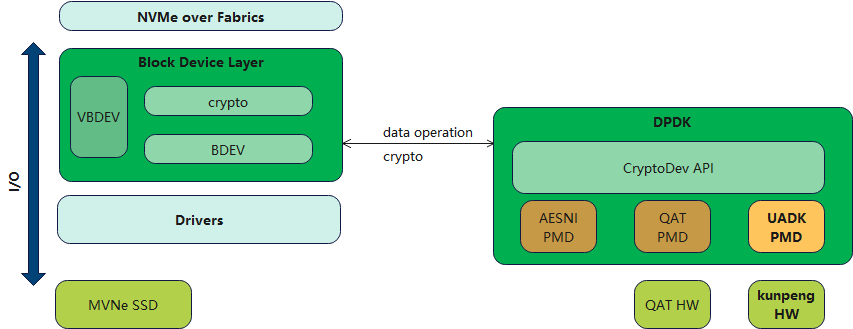 NVMe over Fabrics
Block Device Layer
VBDEV
crypto
BDEV
I/O
data operation
crypto
DPDK
CryptoDev API
AESNI
PMD
QAT
PMD
UADK
PMD
Drivers
MVNe SSD
QAT HW
kunpeng
HW